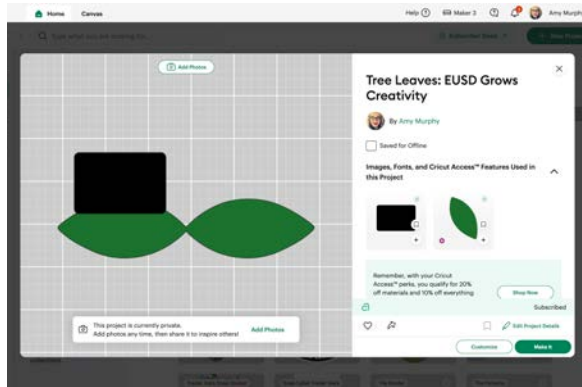 Home
Canvas
Help
Maker 3
Amy Murphy
Add Photos
Tree Leaves: EUSD Grows
Creativity
By Amy Murphy
Saved for Offline
Images, Fonts, and Cricut Access™ Features Used in
this Project
Remember, with your Cricut
Access™ perks, you qualify for 20%
off materials and 10% off everything
Shop Now
Subscribed
This project is currently private.
Add photos any time, then share it to inspire others!
Add Photos
Edit Project Details
Customize
Make It